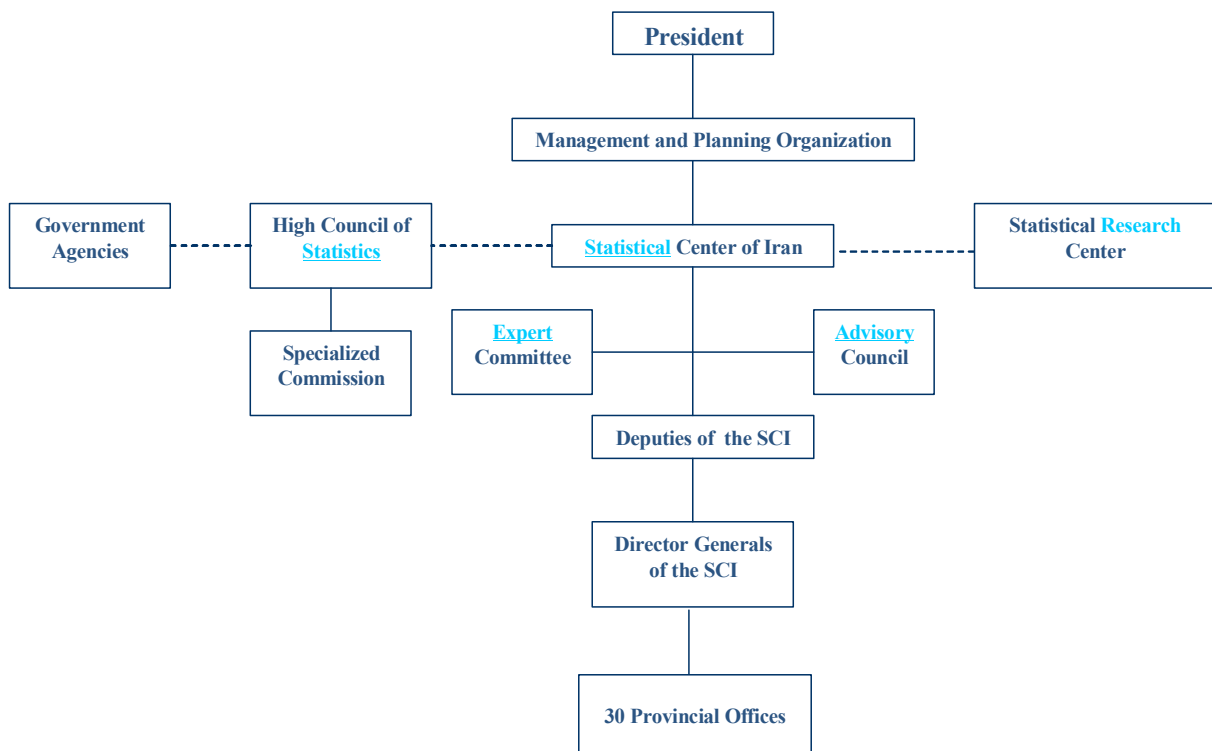 President
Management and Planning Organization
Government
Agencies
High Council of
Statistics
Statistical Center of Iran
Statistical Research
Center
Specialized
Commission
Expert
Committee
Advisory
Council
Deputies of the SCI
Director Generals
of the SCI
30 Provincial Offices